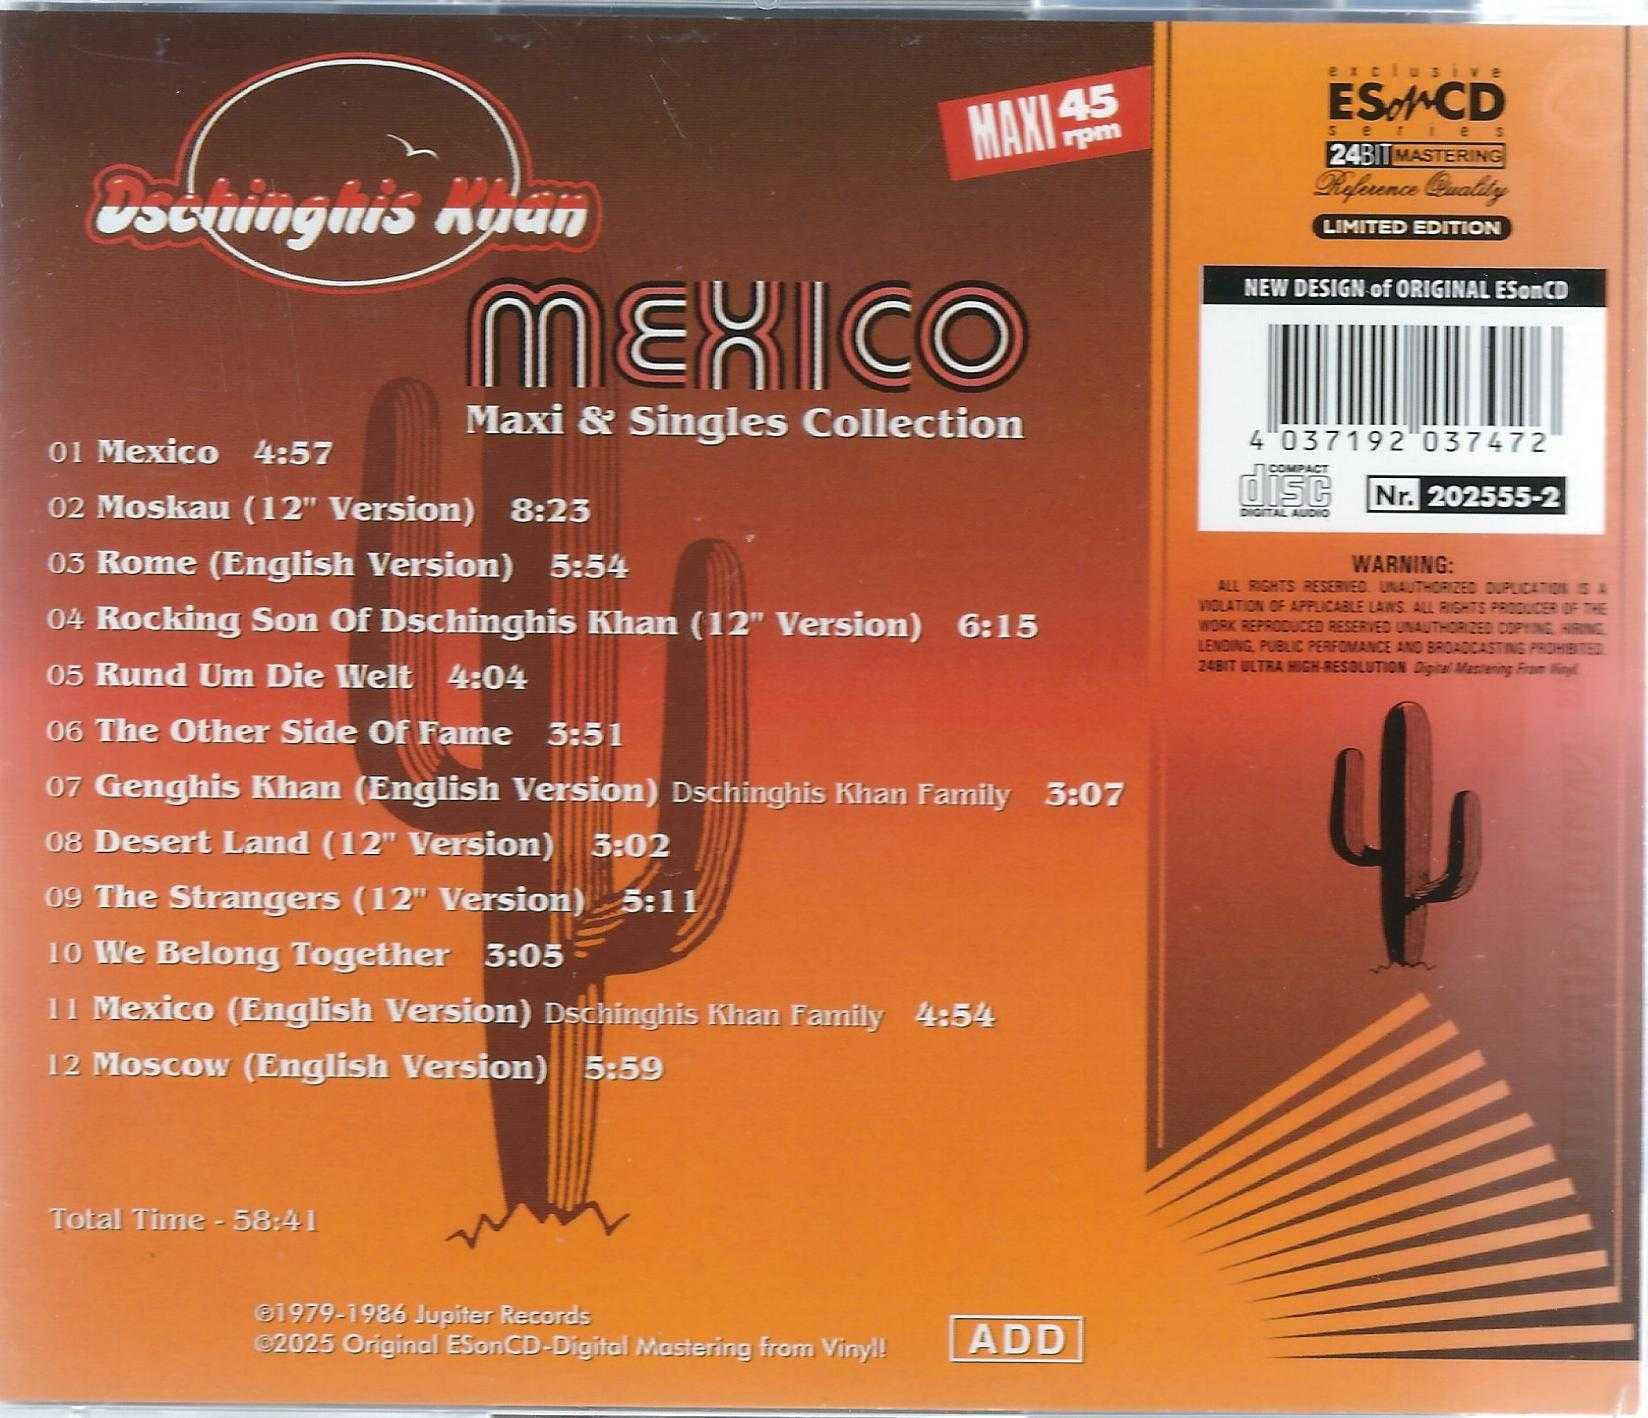 Dschinghis Khan
MAXI 45 rpm
MEXICO
Maxi & Singles Collection
01 Mexico 4:57
02 Moskau (12" Version) 8:23
03 Rome (English Version) 5:54
04 Rocking Son Of Dschinghis Khan (12" Version) 6:15
05 Rund Um Die Welt 4:04
06 The Other Side Of Fame 3:51
07 Genghis Khan (English Version) Dschinghis Khan Family 3:07
08 Desert Land (12" Version) 3:02
09 The Strangers (12" Version) 5:11
10 We Belong Together 3:05
11 Mexico (English Version) Dschinghis Khan Family 4:54
12 Moscow (English Version) 5:59
Total Time - 58:41
©1979-1986 Jupiter Records
©2025 Original ESonCD-Digital Mastering from Vinyl!
ADD
exclusive
ESonCD
series
24BIT MASTERING
Reference Quality
LIMITED EDITION
NEW DESIGN of ORIGINAL ESonCD
4 037192 037472
COMPACT
disc
DIGITAL AUDIO
Nr. 202555-2
WARNING:
ALL RIGHTS RESERVED. UNAUTHORIZED DUPLICATION IS A
VIOLATION OF APPLICABLE LAWS. ALL RIGHTS PRODUCER OF THE
WORK REPRODUCED RESERVED UNAUTHORIZED COPYING, HIRING,
LENDING, PUBLIC PERFOMANCE AND BROADCASTING PROHIBITED.
24BIT ULTRA HIGH-RESOLUTION Digital Mastering From Vinyl.